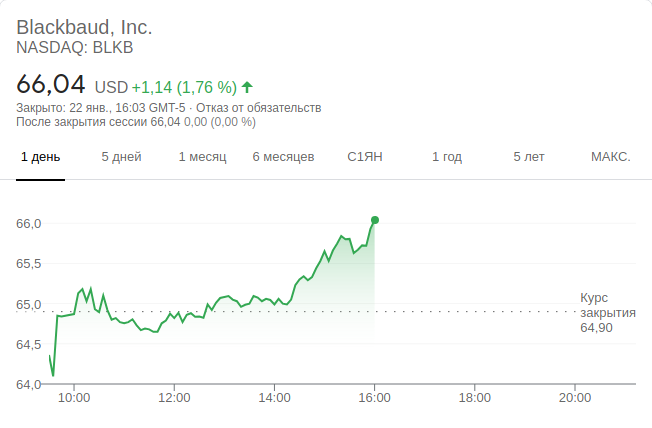 Blackbaud, Inc.
NASDAQ: BLKB
66,04 USD +1,14 (1,76 %) ↑
Закрыто: 22 янв., 16:03 GMT-5 · Отказ от обязательств
После закрытия сессии 66,04 0,00 (0,00 %)
1 день 5 дней 1 месяц 6 месяцев С1ЯН 1 год 5 лет МАКС.
66,0
65,5
65,0
64,5
64,0
Курс
закрытия
64,90
10:00 12:00 14:00 16:00 18:00 20:00